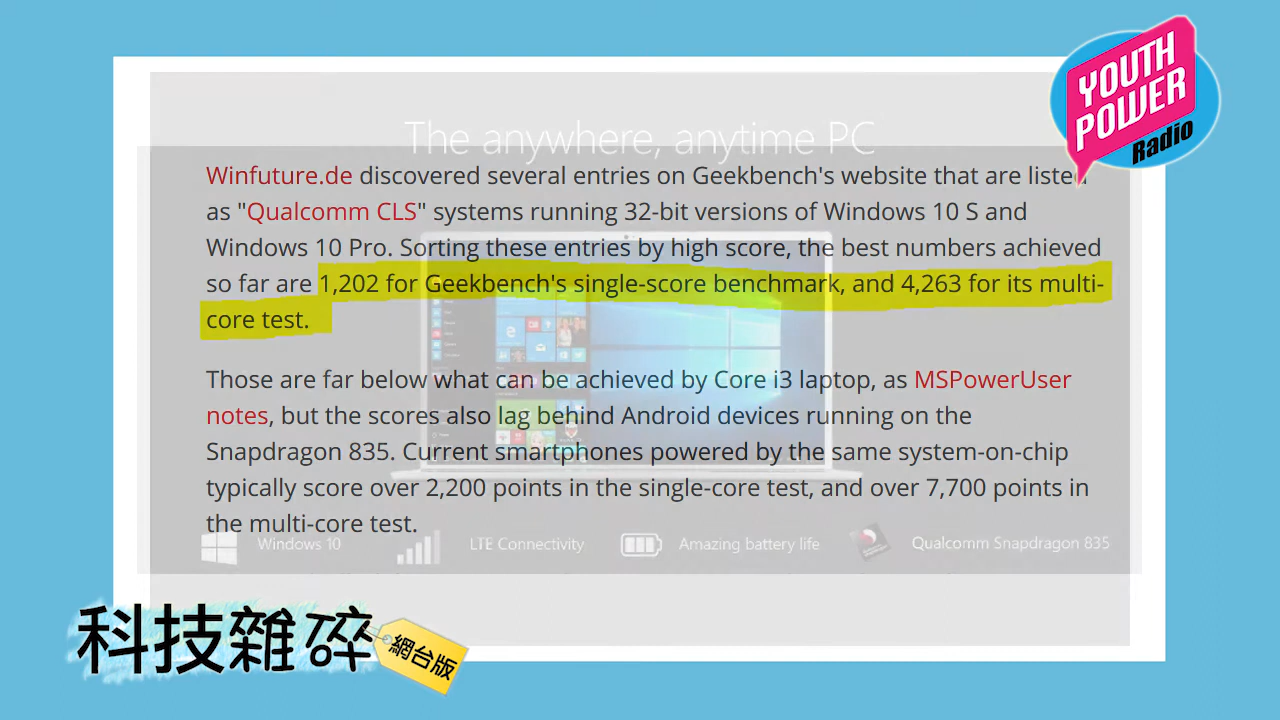 YOUTH
POWER
Radio
The anywhere, anytime PC
Winfuture.de discovered several entries on Geekbench's website that are listed
as "Qualcomm CLS" systems running 32-bit versions of Windows 10 S and
Windows 10 Pro. Sorting these entries by high score, the best numbers achieved
so far are 1,202 for Geekbench's single-score benchmark, and 4,263 for its multi-
core test.
Those are far below what can be achieved by Core i3 laptop, as MSPowerUser
notes, but the scores also lag behind Android devices running on the
Snapdragon 835. Current smartphones powered by the same system-on-chip
typically score over 2,200 points in the single-core test, and over 7,700 points in
the multi-core test.
Windows 10 LTE Connectivity Amazing battery life Qualcomm Snapdragon 835
科技雜碎
網台版